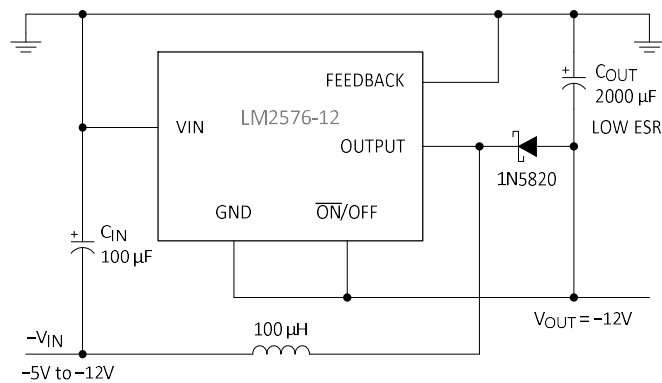 FEEDBACK
LM2576-12
VIN
OUTPUT
GND
ON/OFF
+
COUT
2000 µF
LOW ESR
1N5820
+
CIN
100 µF
100 µH
VOUT = –12V
–VIN
–5V to –12V